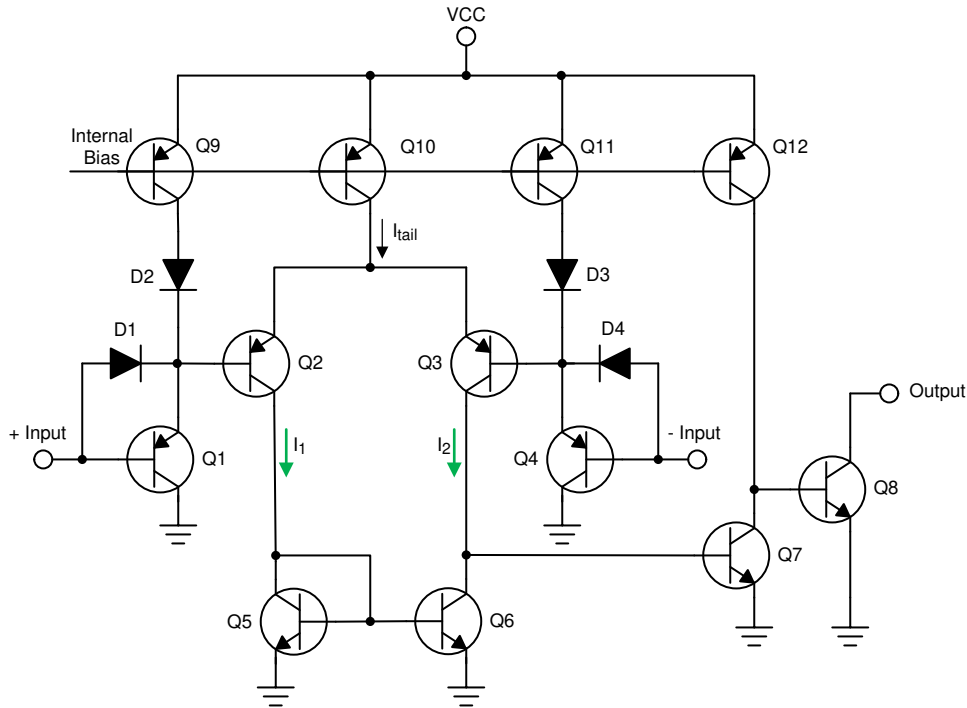 VCC
Internal
Bias
Q9
Q10
Q11
Q12
Itail
D2
D3
D1
D4
Q2
Q3
Output
+ Input
I1
I2
- Input
Q1
Q4
Q8
Q7
Q5
Q6